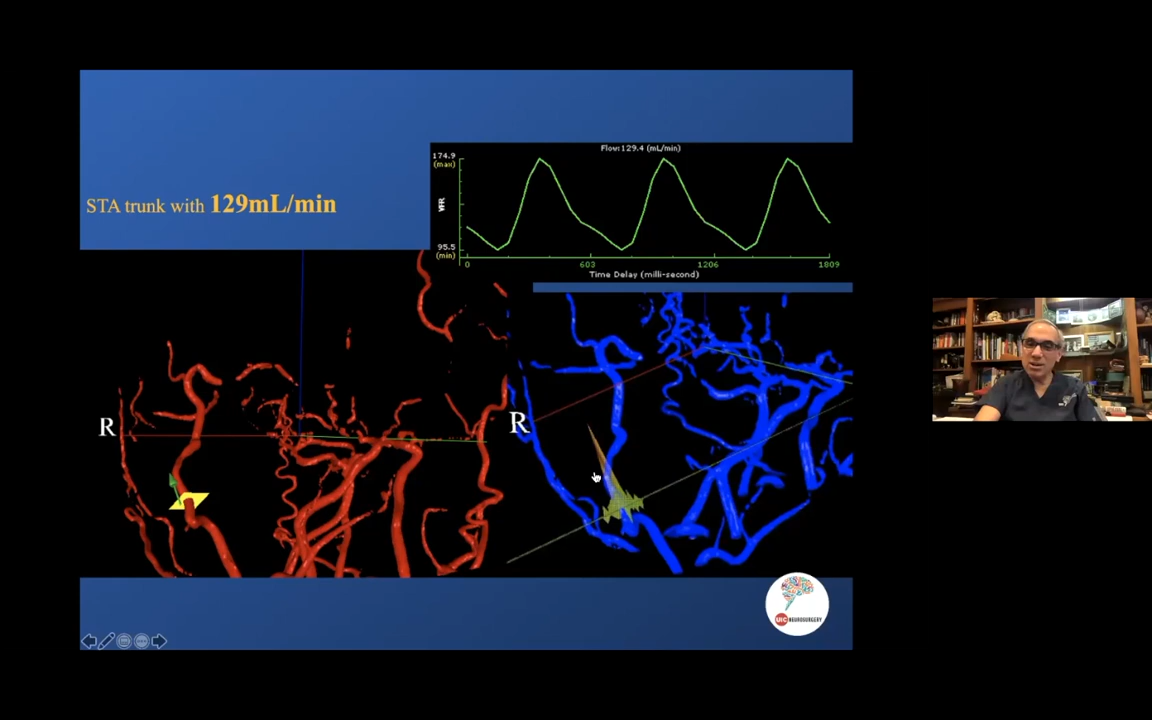 Flow:129.4 (mL/min)
174.9
(max)
VFR
STA trunk with 129mL/min
95.5
(min)
0 603 1206 1809
Time Delay (milli-second)
R
R
UIC NEUROSURGERY